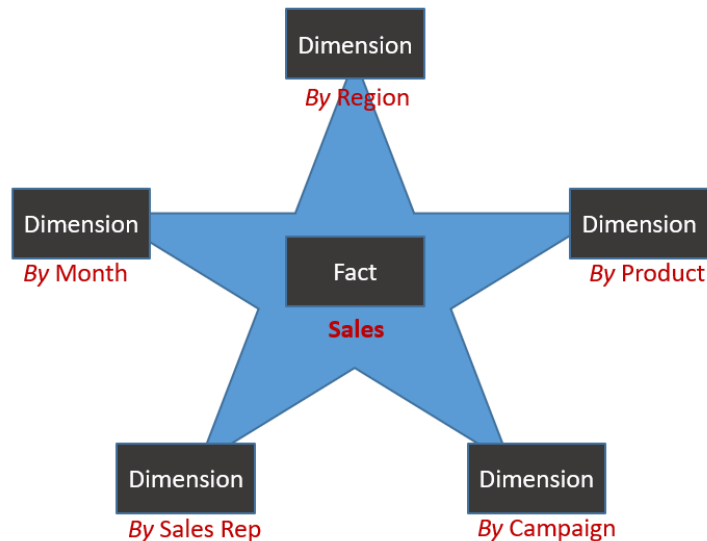 Dimension
By Region
Dimension
By Month
Dimension
By Product
Fact
Sales
Dimension
By Sales Rep
Dimension
By Campaign